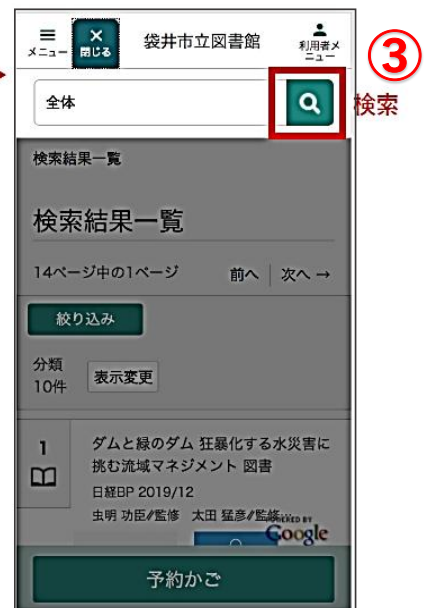 メニュー
閉じる
袋井市立図書館
利用者メ
ニュー
③
全体
検索
検索結果一覧
検索結果一覧
14ページ中の1ページ 前へ 次へ →
絞り込み
分類
10件 表示変更
1
ダムと緑のダム 狂暴化する水災害に
挑む流域マネジメント 図書
日経BP 2019/12
虫明 功臣/監修 太田 猛彦/監修…
POWERED BY
Google
予約かご